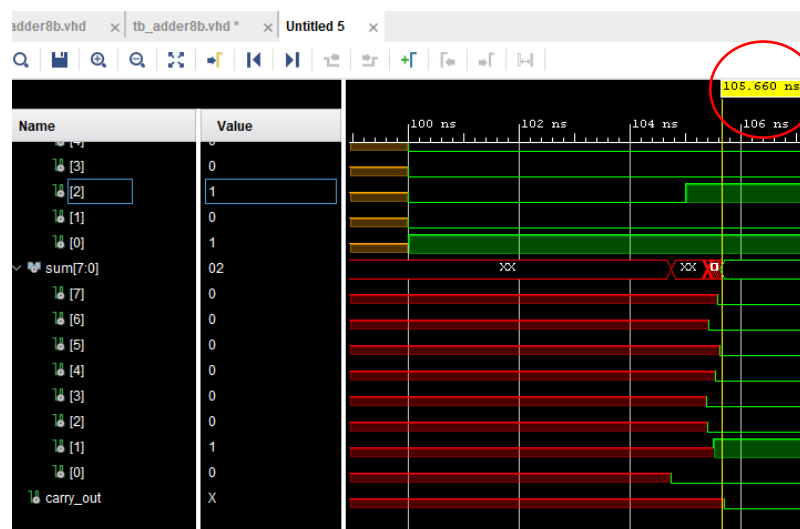 adder8b.vhd tb_adder8b.vhd * Untitled 5
105.660 ns
Name Value 100 ns 102 ns 104 ns 106 ns
[3] 0
[2] 1
[1] 0
[0] 1
sum[7:0] 02 XX XX
[7] 0
[6] 0
[5] 0
[4] 0
[3] 0
[2] 0
[1] 1
[0] 0
carry_out X